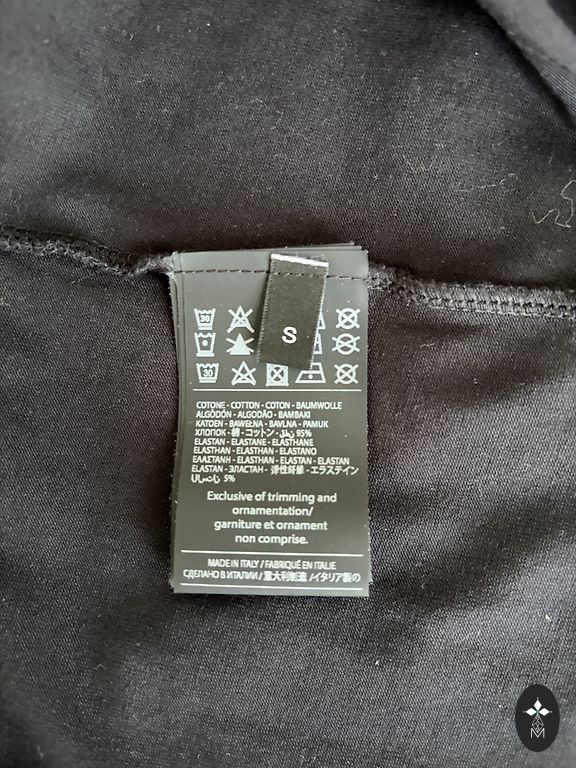 S
30
30
COTONE - COTTON - COTON - BAUMWOLLE
ALGODÓN - ALGODÃO - BAMBAKI
KATOEN - BAWEŁNA - BAVLNA - PAMUK
ХЛОПОК - 棉 - コットン - قطن 95%
ELASTAN - ELASTANE - ELASTHANE
ELASTHAN - ELASTHAN - ELASTANO
ΕΛΑΣΤΑΝΗ - ELASTHAN - ELASTAN - ELASTAN
ELASTAN - ЭЛАСТАН - 弹性纤维 - エラステイン
5%
Exclusive of trimming and
ornamentation/
garniture et ornament
non comprise.
MADE IN ITALY / FABRIQUÉ EN ITALIE /
СДЕЛАНО В ИТАЛИИ / 意大利制造 /イタリア製の
M